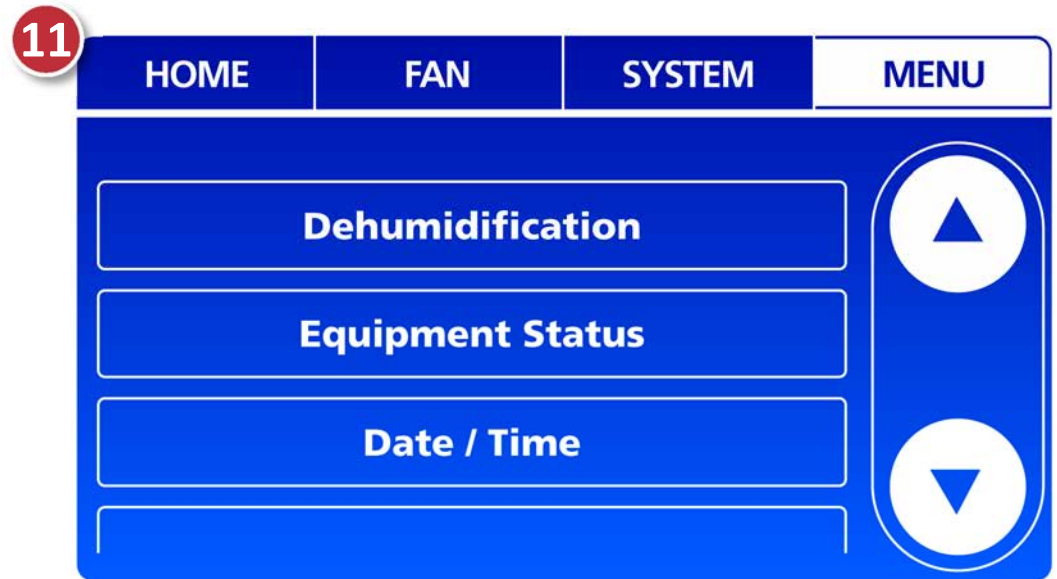 11
HOME FAN SYSTEM MENU
Dehumidification
Equipment Status
Date / Time